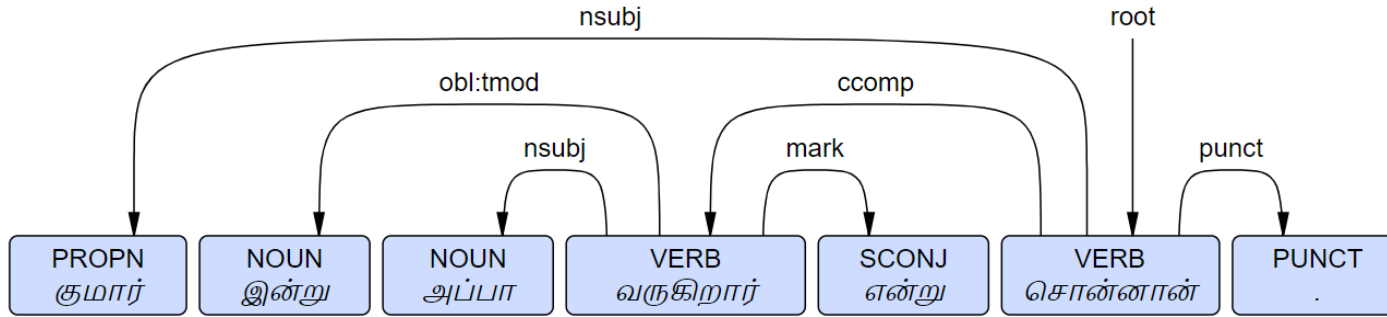 nsubj root
obl:tmod ccomp
nsubj mark punct
PROPN NOUN NOUN VERB SCONJ VERB PUNCT
குமார் இன்று அப்பா வருகிறார் என்று சொன்னான் .